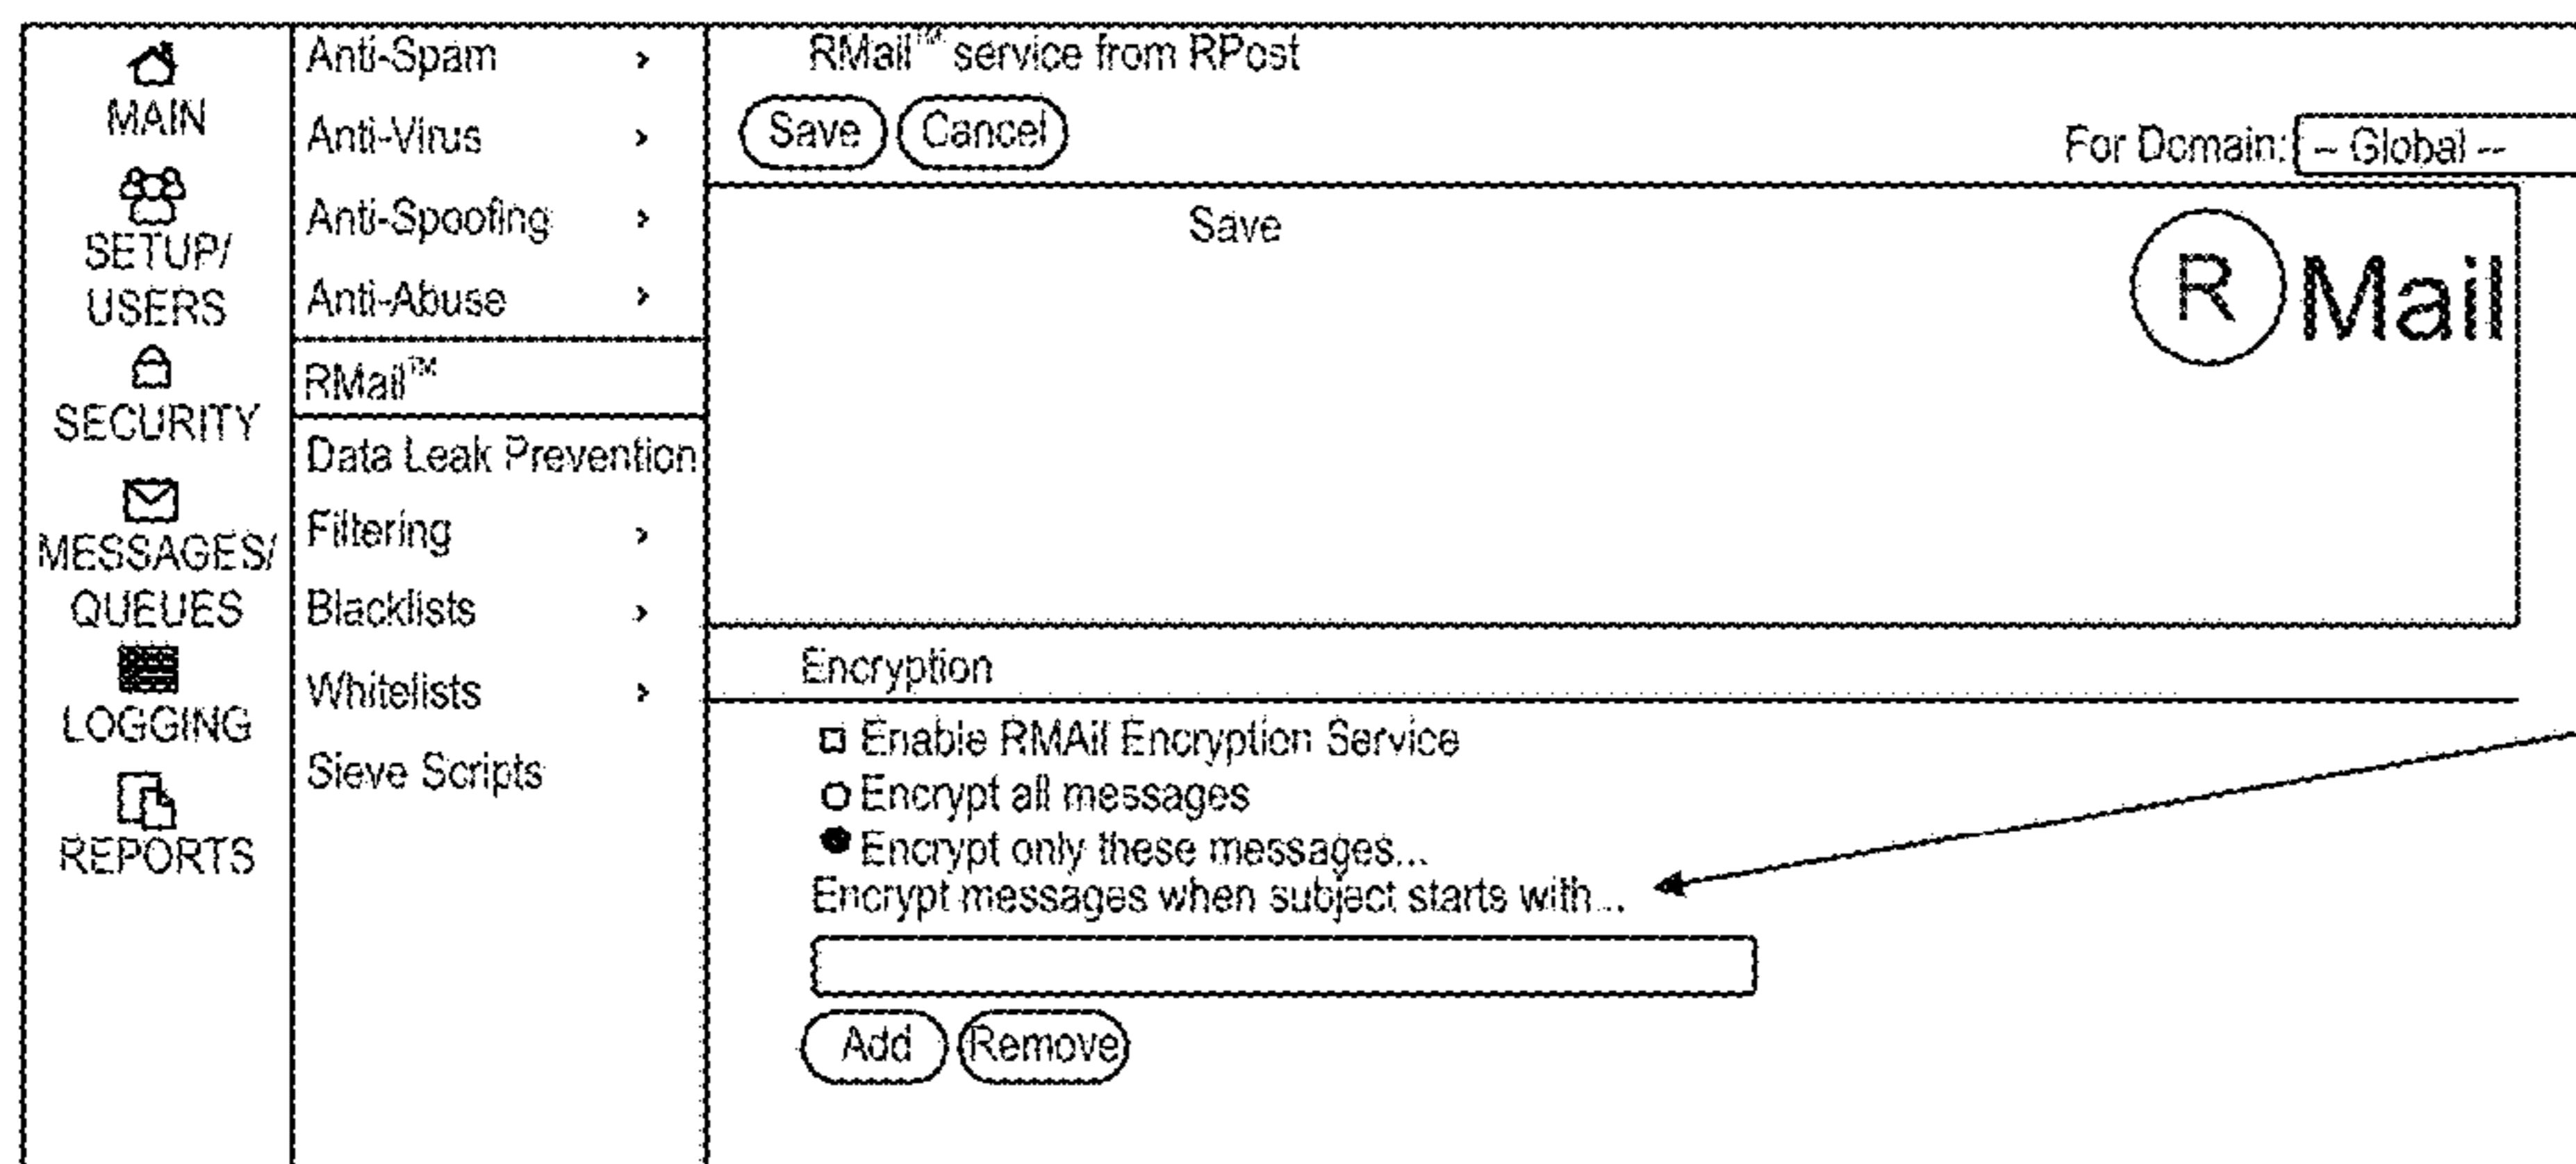 MAIN
SETUP/
USERS
SECURITY
MESSAGES/
QUEUES
LOGGING
REPORTS
Anti-Spam
Anti-Virus
Anti-Spoofing
Anti-Abuse
RMail™
Data Leak Prevention
Filtering
Blacklists
Whitelists
Sieve Scripts
RMail™ service from RPost
Save Cancel
For Domain: -- Global --
Save
R Mail
Encryption
Enable RMAil Encryption Service
Encrypt all messages
Encrypt only these messages...
Encrypt messages when subject starts with...
Add Remove